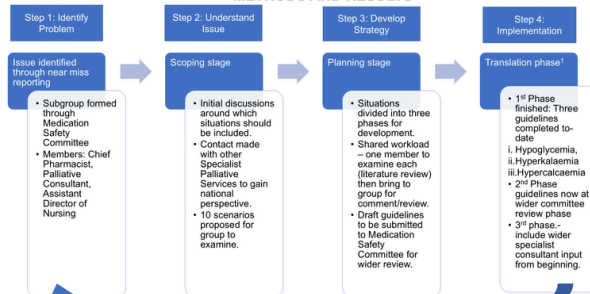 Step 1: Identify
Problem
Issue identified
through near miss
reporting
• Subgroup formed
through
Medication
Safety
Committee
• Members: Chief
Pharmacist,
Palliative
Consultant,
Assistant
Director of
Nursing
Step 2: Understand
Issue
Scoping stage
• Initial discussions
around which
situations should
be included.
• Contact made
with other
Specialist
Palliative
Services to gain
national
perspective.
• 10 scenarios
proposed for
group to
examine.
Step 3: Develop
Strategy
Planning stage
• Situations
divided into three
phases for
development.
• Shared workload
– one member to
examine each
(literature review)
then bring to
group for
comment/review.
• Draft guidelines
to be submitted
to Medication
Safety
Committee for
wider review.
Step 4:
Implementation
Translation phase¹
• 1st Phase
finished: Three
guidelines
completed to-
date
i. Hypoglycemia,
ii.Hyperkalaemia
iii.Hypercalcaemia
• 2nd Phase
guidelines now at
wider committee
review phase
• 3rd phase.-
include wider
specialist
consultant input
from beginning.